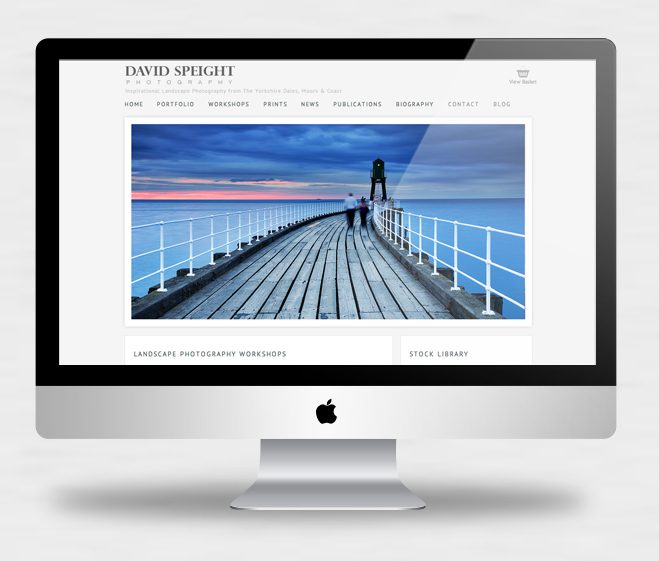 DAVID SPEIGHT
PHOTOGRAPHY
Inspirational Landscape Photography from The Yorkshire Dales, Moors & Coast
View Basket
HOME PORTFOLIO WORKSHOPS PRINTS NEWS PUBLICATIONS BIOGRAPHY CONTACT BLOG
LANDSCAPE PHOTOGRAPHY WORKSHOPS
STOCK LIBRARY